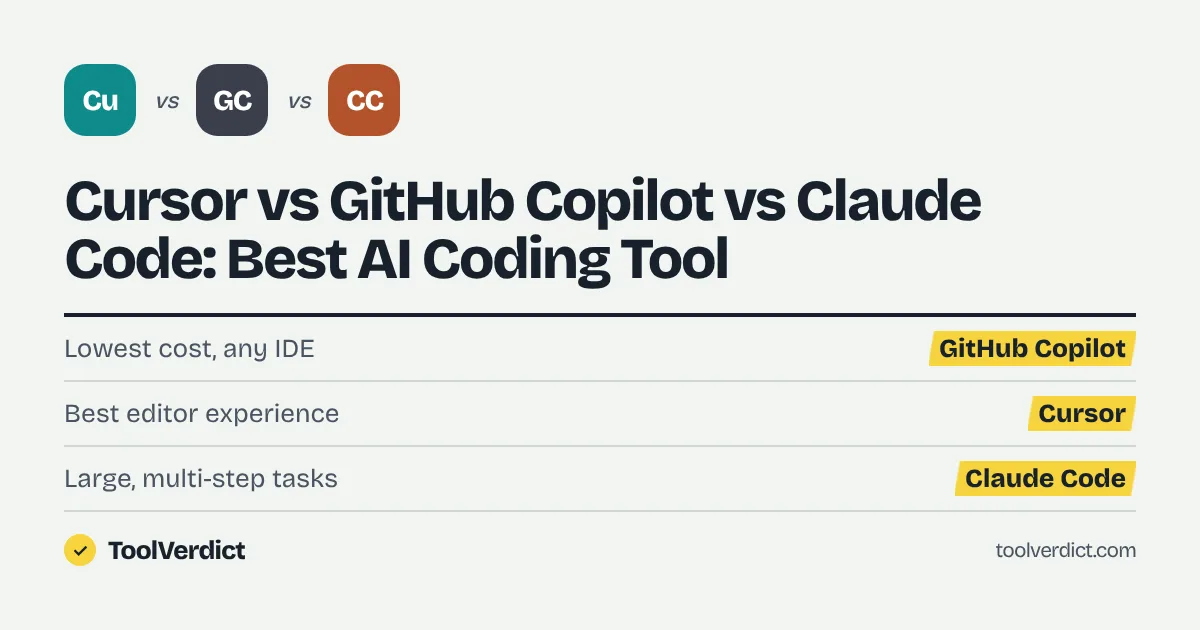 Cu vs GC vs CC
Cursor vs GitHub Copilot vs Claude
Code: Best AI Coding Tool
Lowest cost, any IDE GitHub Copilot
Best editor experience Cursor
Large, multi-step tasks Claude Code
ToolVerdict toolverdict.com